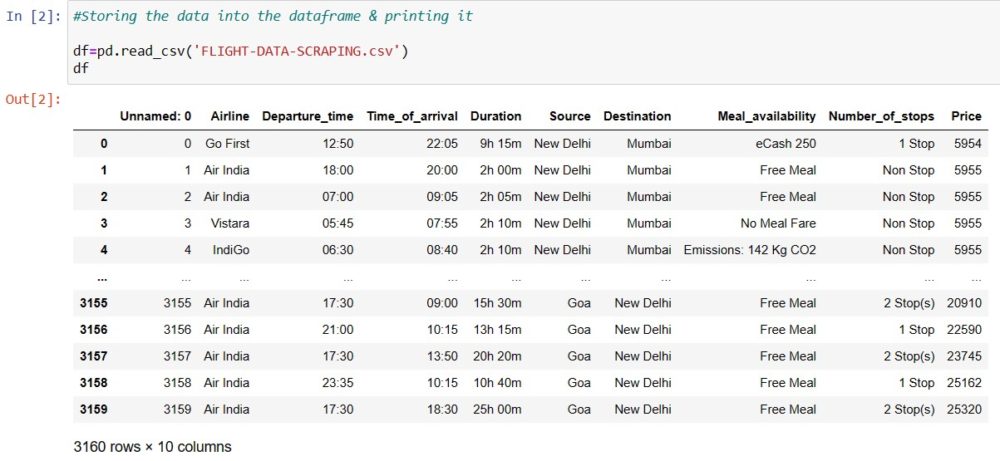 In [2]: #Storing the data into the dataframe & printing it
df=pd.read_csv('FLIGHT-DATA-SCRAPING.csv')
df
Out[2]:
Unnamed: 0 Airline Departure_time Time_of_arrival Duration Source Destination Meal_availability Number_of_stops Price
0 0 Go First 12:50 22:05 9h 15m New Delhi Mumbai eCash 250 1 Stop 5954
1 1 Air India 18:00 20:00 2h 00m New Delhi Mumbai Free Meal Non Stop 5955
2 2 Air India 07:00 09:05 2h 05m New Delhi Mumbai Free Meal Non Stop 5955
3 3 Vistara 05:45 07:55 2h 10m New Delhi Mumbai No Meal Fare Non Stop 5955
4 4 IndiGo 06:30 08:40 2h 10m New Delhi Mumbai Emissions: 142 Kg CO2 Non Stop 5955
... ... ... ... ... ... ... ... ... ... ...
3155 3155 Air India 17:30 09:00 15h 30m Goa New Delhi Free Meal 2 Stop(s) 20910
3156 3156 Air India 21:00 10:15 13h 15m Goa New Delhi Free Meal 1 Stop 22590
3157 3157 Air India 17:30 13:50 20h 20m Goa New Delhi Free Meal 2 Stop(s) 23745
3158 3158 Air India 23:35 10:15 10h 40m Goa New Delhi Free Meal 1 Stop 25162
3159 3159 Air India 17:30 18:30 25h 00m Goa New Delhi Free Meal 2 Stop(s) 25320
3160 rows × 10 columns